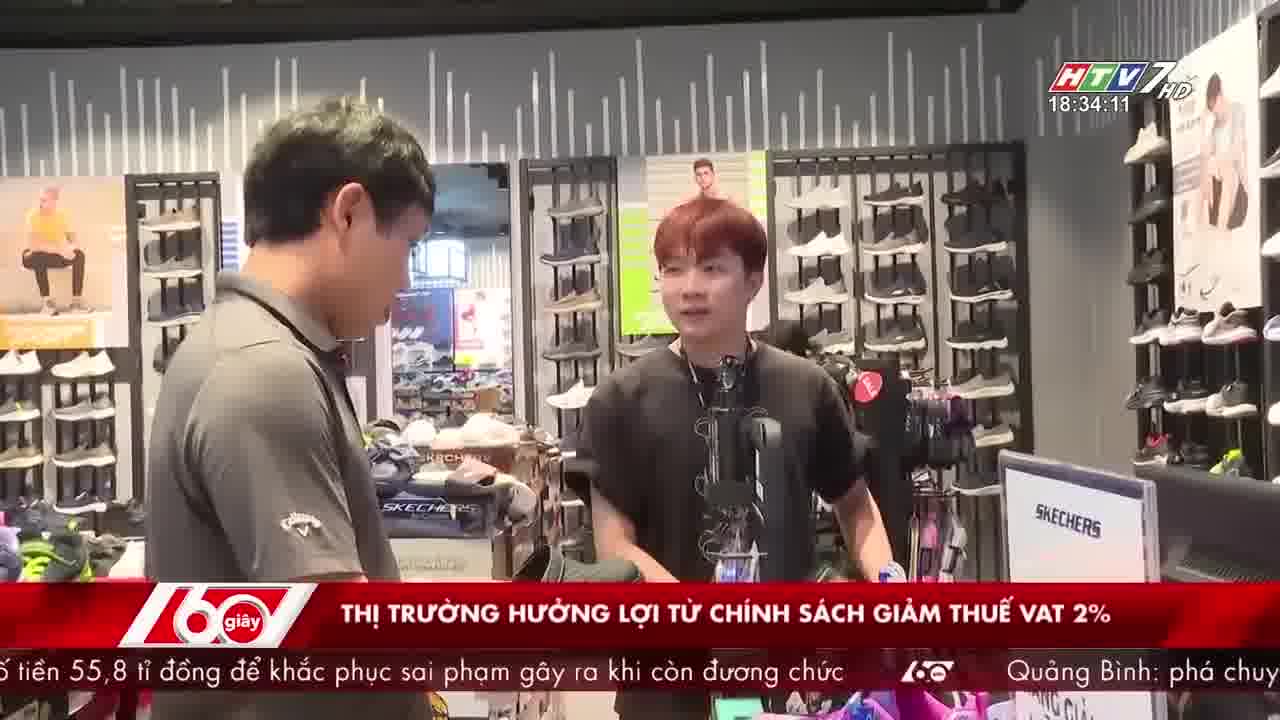 HTV7 HD
18:34:11
Callaway
SKECHERS
SKECHERS
60 giây
THỊ TRƯỜNG HƯỞNG LỢI TỪ CHÍNH SÁCH GIẢM THUẾ VAT 2%
ố tiền 55,8 tỉ đồng để khắc phục sai phạm gây ra khi còn đương chức 60 Quảng Bình: phá chuy